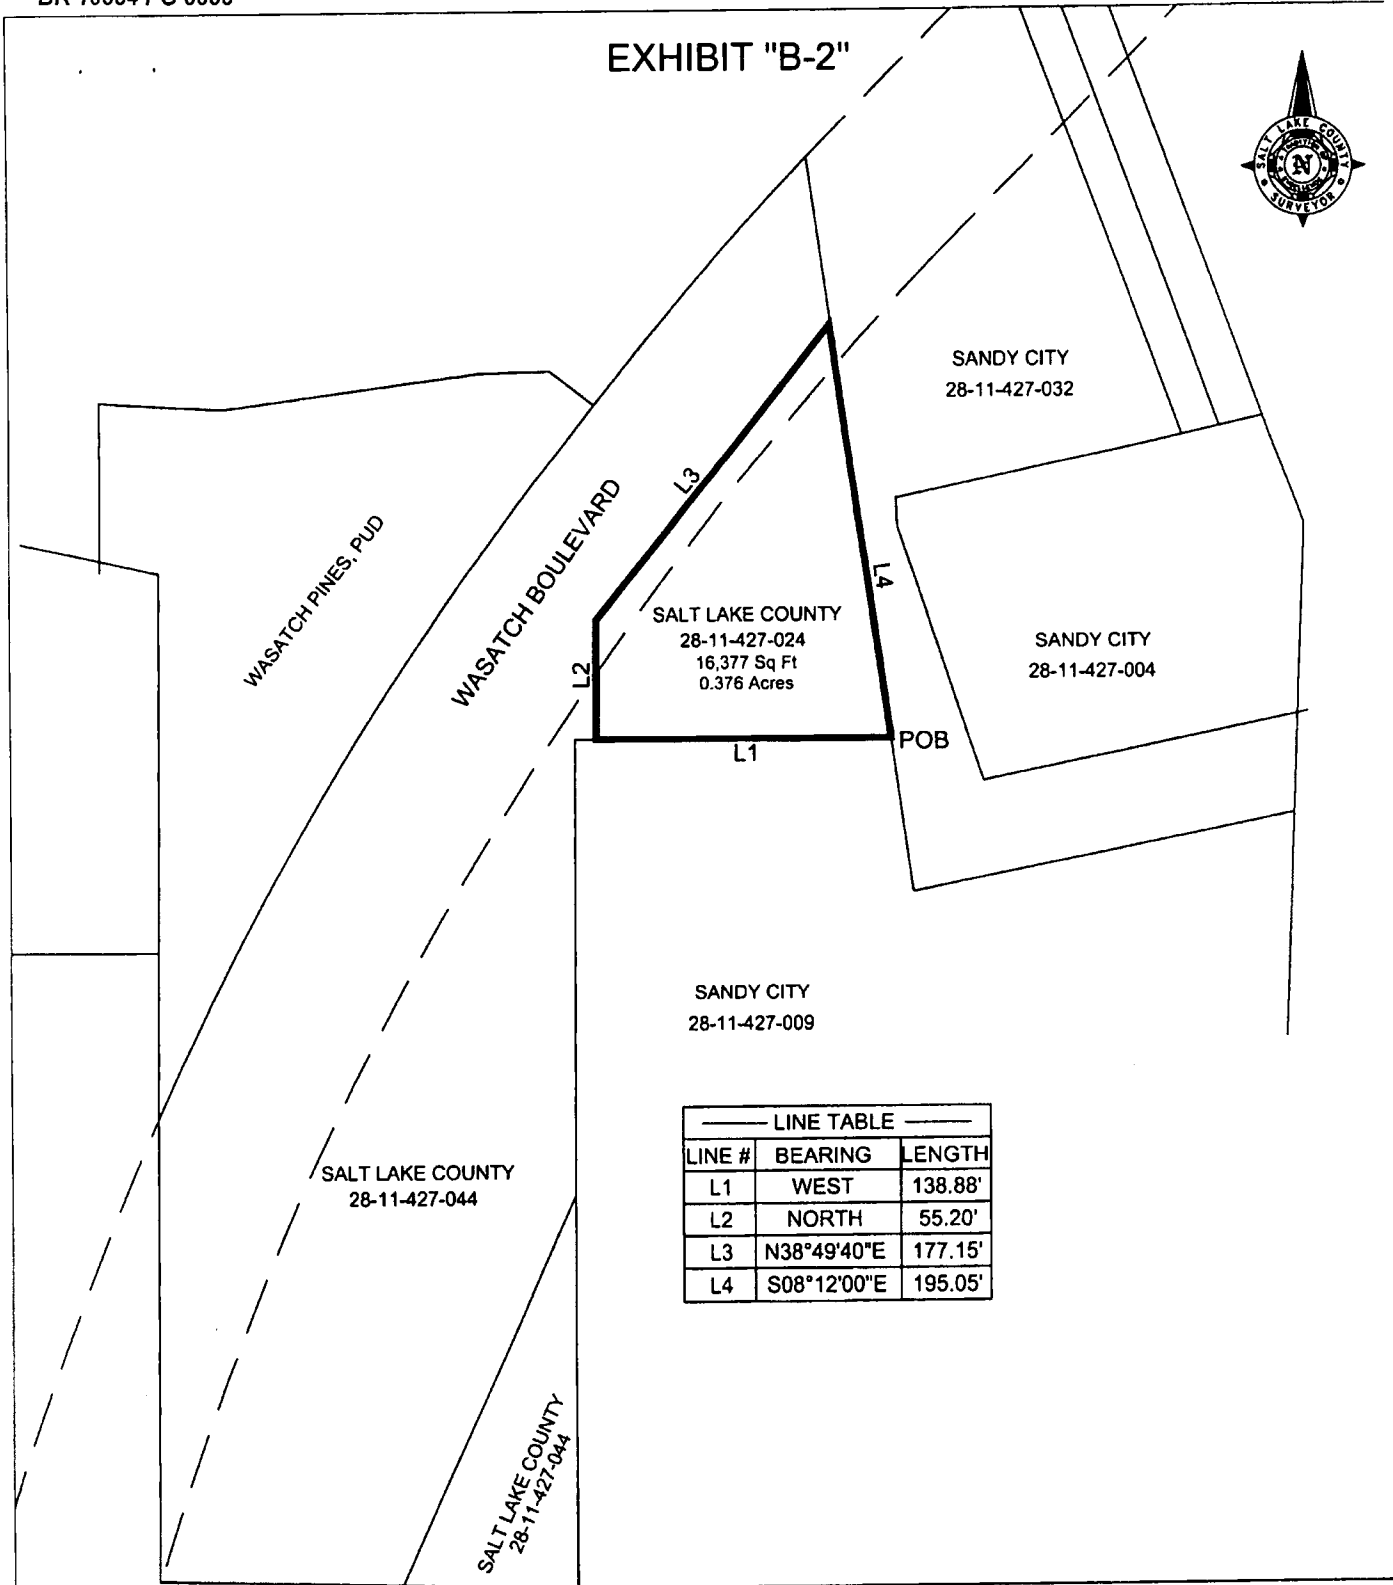 EXHIBIT "B-2"
SALT LAKE COUNTY
N
SURVEYOR
SANDY CITY
28-11-427-032
WASATCH PINES, PUD
WASATCH BOULEVARD
L3
L4
SALT LAKE COUNTY
28-11-427-024
16,377 Sq Ft
0.376 Acres
L2
SANDY CITY
28-11-427-004
L1
POB
SANDY CITY
28-11-427-009
LINE TABLE
LINE # BEARING LENGTH
L1 WEST 138.88'
L2 NORTH 55.20'
L3 N38°49'40"E 177.15'
L4 S08°12'00"E 195.05'
SALT LAKE COUNTY
28-11-427-044
SALT LAKE COUNTY
28-11-427-044